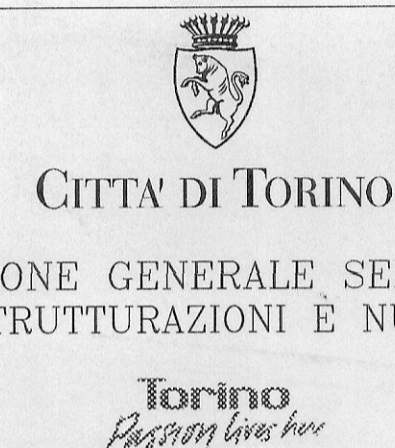 CITTA' DI TORINO
ONE GENERALE SE
TRUTTURAZIONI E NU
Torino
Passion lives here